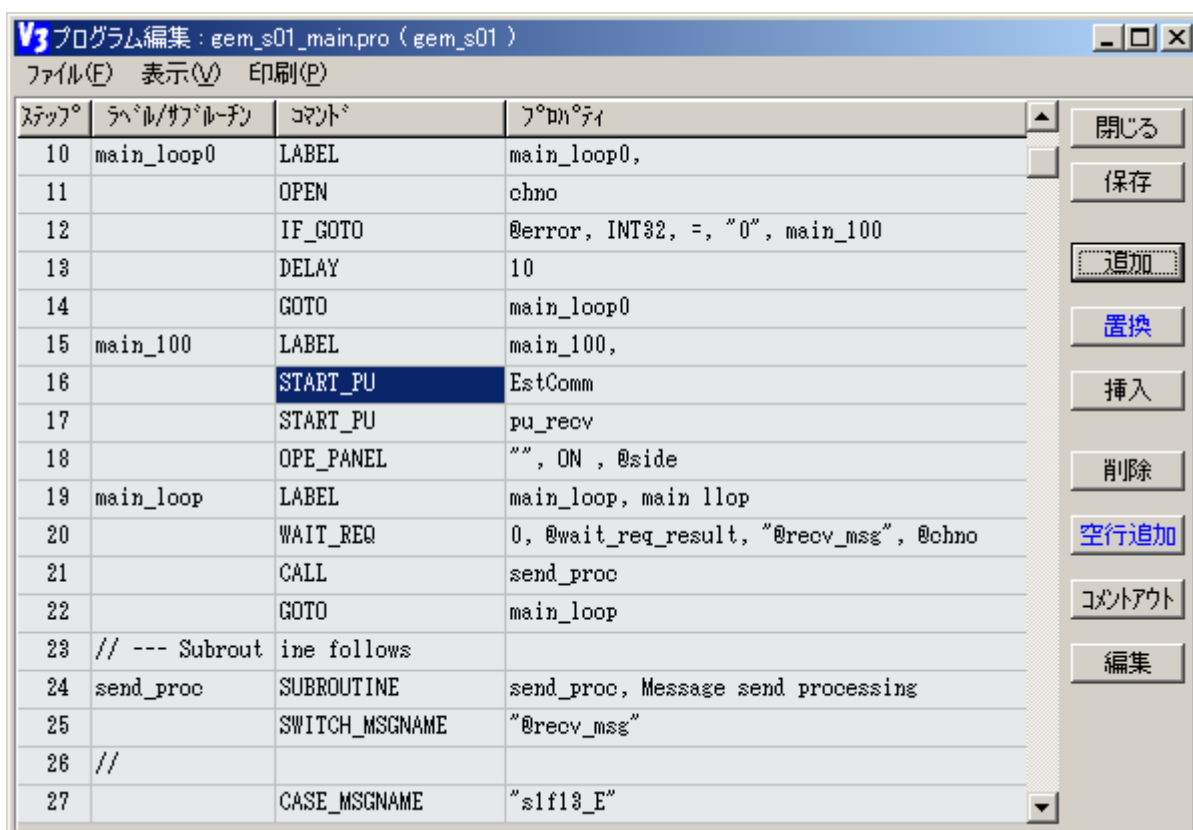 V3 プログラム編集：gem_s01_main.pro ( gem_s01 )
ファイル(F) 表示(V) 印刷(P)
ｽﾃｯﾌﾟ ﾗﾍﾞﾙ/ｻﾌﾞﾙｰﾁﾝ ｺﾏﾝﾄﾞ ﾌﾟﾛﾊﾟﾃｨ
10 main_loop0 LABEL main_loop0,
11 OPEN chno
12 IF_GOTO @error, INT32, =, "0", main_100
13 DELAY 10
14 GOTO main_loop0
15 main_100 LABEL main_100,
16 START_PU EstComm
17 START_PU pu_recv
18 OPE_PANEL "", ON , @side
19 main_loop LABEL main_loop, main llop
20 WAIT_REQ 0, @wait_req_result, "@recv_msg", @chno
21 CALL send_proc
22 GOTO main_loop
23 // --- Subrout ine follows
24 send_proc SUBROUTINE send_proc, Message send processing
25 SWITCH_MSGNAME "@recv_msg"
26 //
27 CASE_MSGNAME "s1f13_E"
閉じる
保存
追加
置換
挿入
削除
空行追加
ｺﾒﾝﾄｱｳﾄ
編集